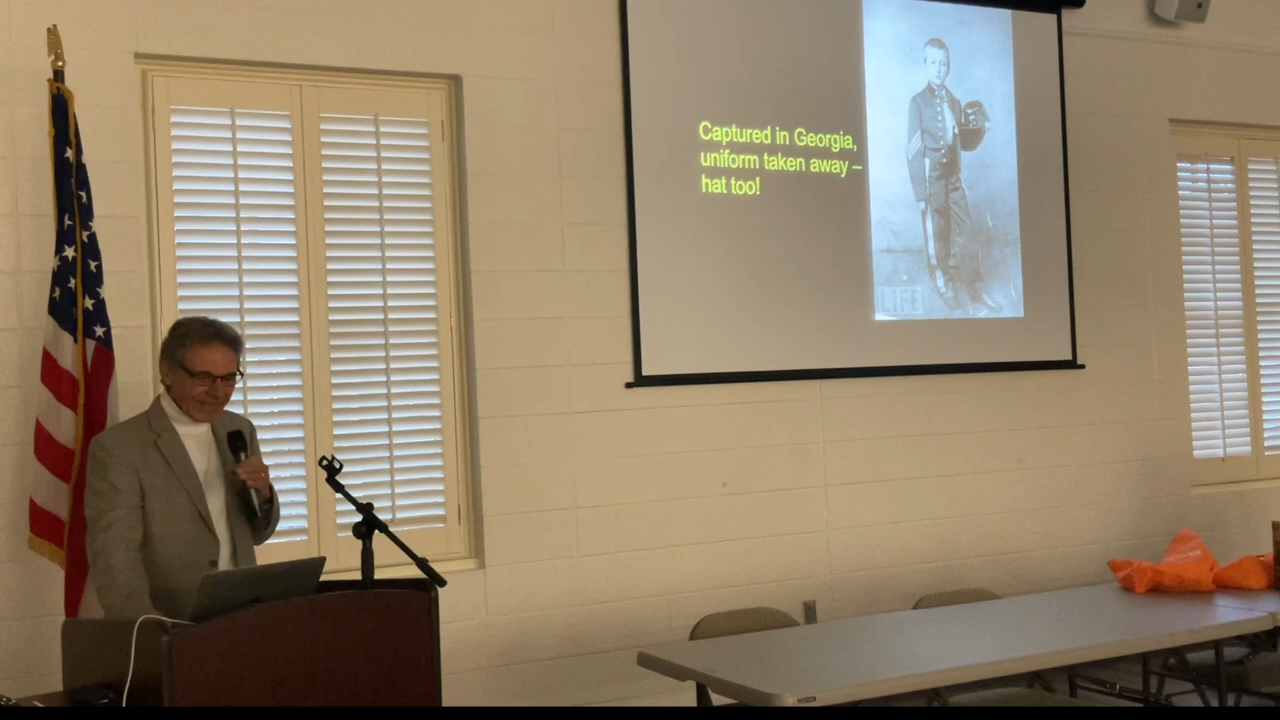 Captured in Georgia,
uniform taken away –
hat too!
LIFE